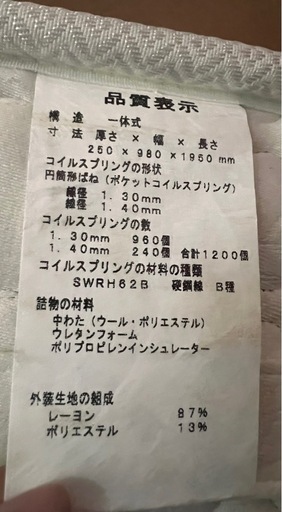 品質表示
構造 一体式
寸法 厚さ × 幅 × 長さ
250 × 980 × 1950 mm
コイルスプリングの形状
円筒形ばね（ポケットコイルスプリング）
線径 1.30mm
線径 1.40mm
コイルスプリングの数
1.30mm 960個
1.40mm 240個 合計1200個
コイルスプリングの材料の種類
SWRH62B 硬鋼線 B種
詰物の材料
中わた（ウール・ポリエステル）
ウレタンフォーム
ポリプロピレンインシュレーター
外装生地の組成
レーヨン 87%
ポリエステル 13%